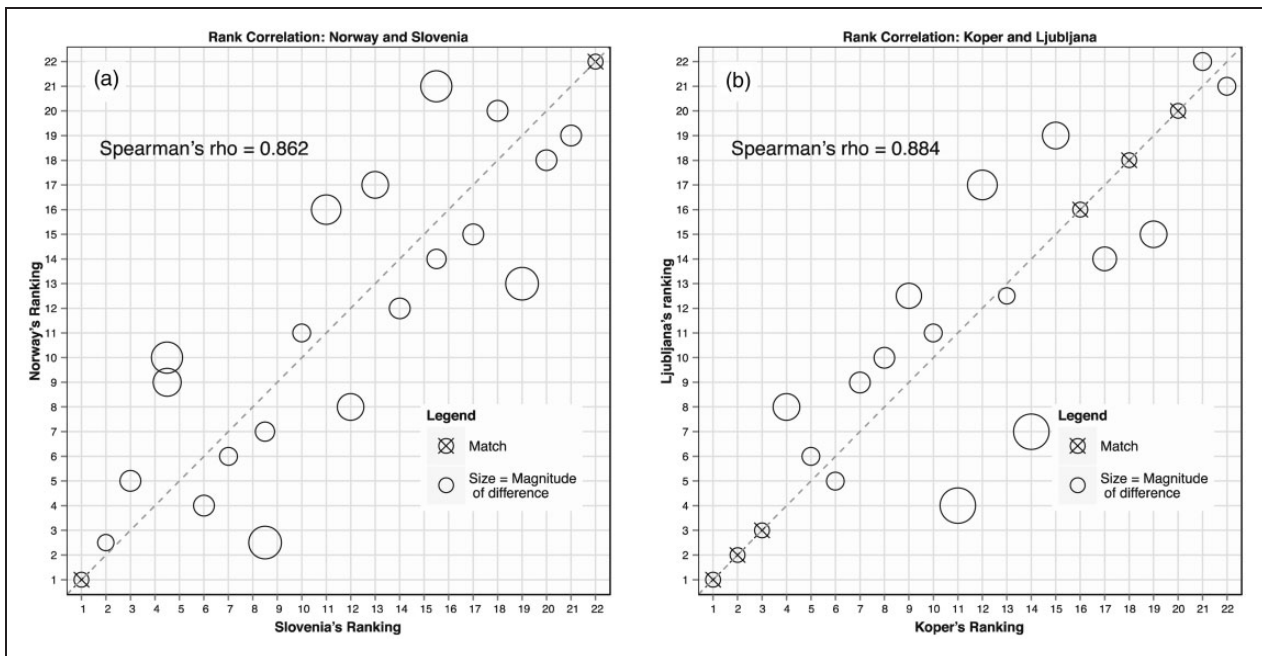 Rank Correlation: Norway and Slovenia
(a)
Spearman's rho = 0.862
22
21
20
19
18
17
16
15
14
13
12
11
10
9
8
7
6
5
4
3
2
1
Norway's Ranking
Legend
Match
Size = Magnitude
of difference
1 2 3 4 5 6 7 8 9 10 11 12 13 14 15 16 17 18 19 20 21 22
Slovenia's Ranking
Rank Correlation: Koper and Ljubljana
(b)
Spearman's rho = 0.884
22
21
20
19
18
17
16
15
14
13
12
11
10
9
8
7
6
5
4
3
2
1
Ljubljana's ranking
Legend
Match
Size = Magnitude
of difference
1 2 3 4 5 6 7 8 9 10 11 12 13 14 15 16 17 18 19 20 21 22
Koper's Ranking